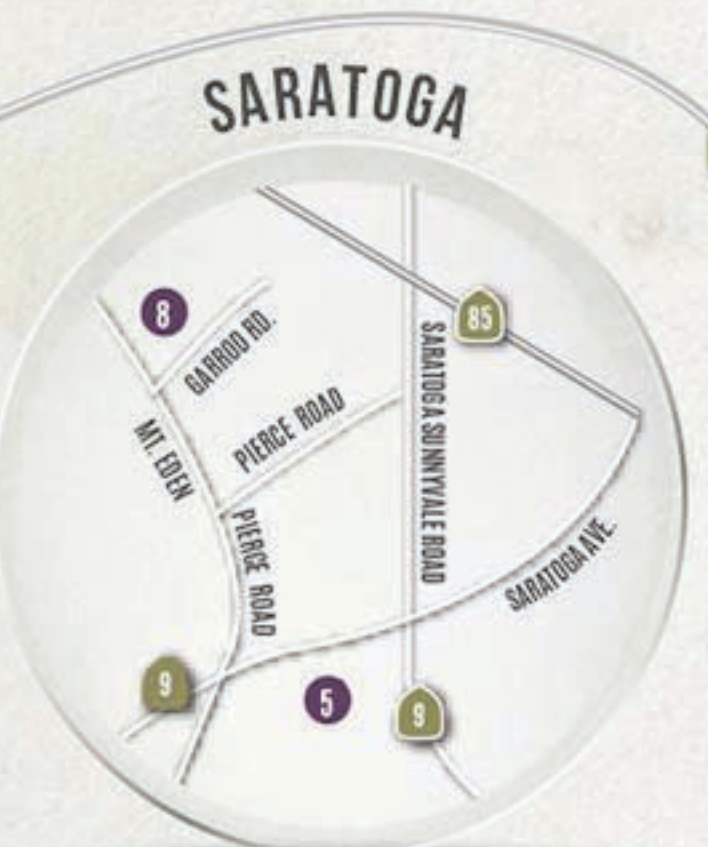 SARATOGA
85
8
GARROD RD.
SARATOGA SUNNYVALE ROAD
PIERCE ROAD
MT. EDEN
PIERCE ROAD
SARATOGA AVE.
9
5
9